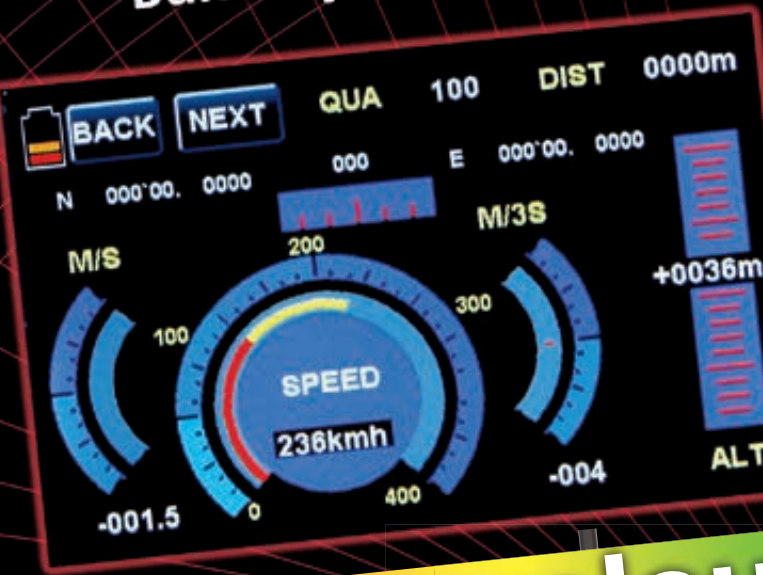 BACK NEXT QUA 100 DIST 0000m
N 000`00. 0000 000 E 000`00. 0000
M/S 200 M/3S
100 300 +0036m
SPEED
236kmh
-001.5 0 400 -004 ALT